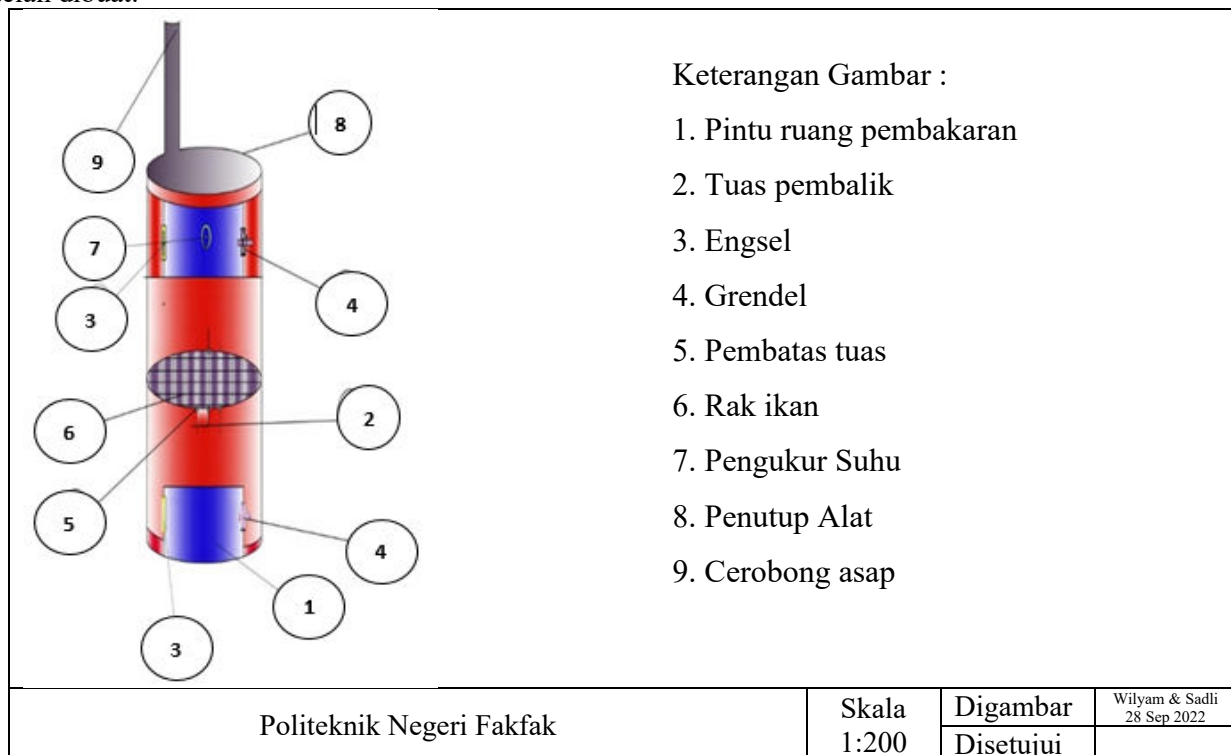 8
9
7
4
3
2
6
5
4
1
3
Keterangan Gambar :
1. Pintu ruang pembakaran
2. Tuas pembalik
3. Engsel
4. Grendel
5. Pembatas tuas
6. Rak ikan
7. Pengukur Suhu
8. Penutup Alat
9. Cerobong asap
Politeknik Negeri Fakfak
Skala
1:200
Digambar
Wilyam & Sadli
28 Sep 2022
Disetujui